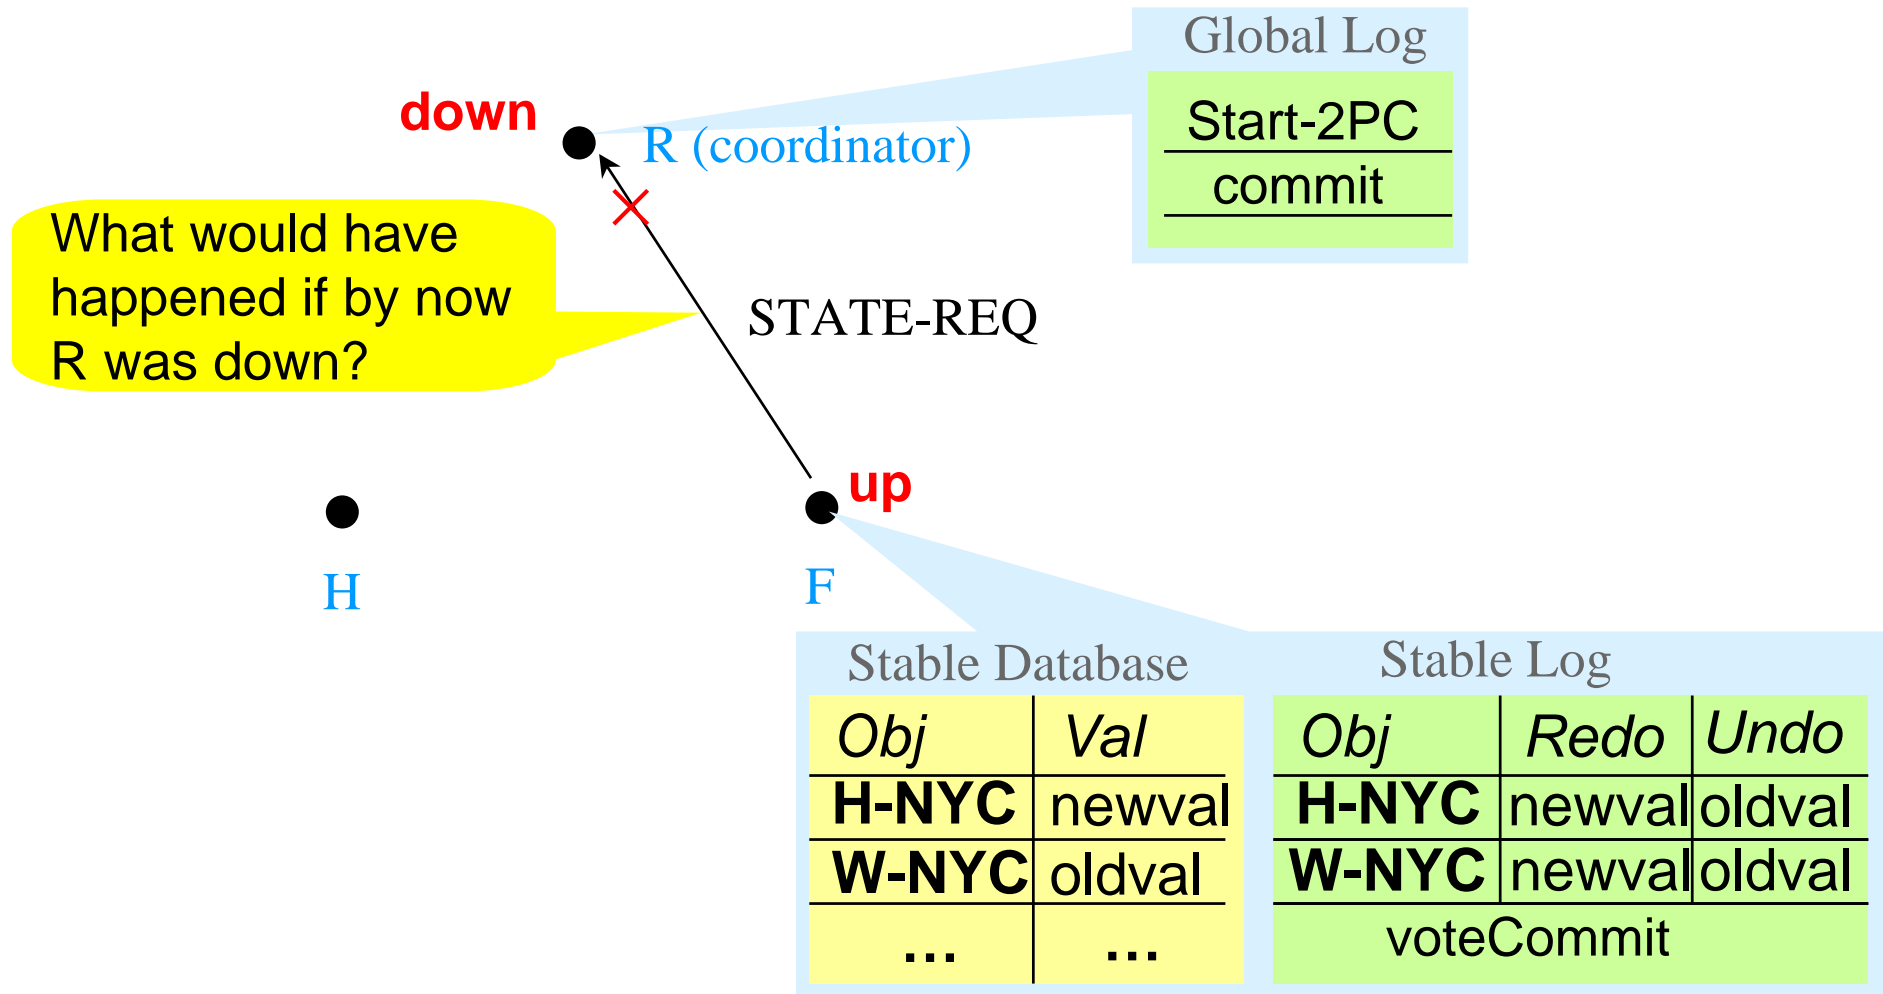 Global Log
Start-2PC
commit
down
R (coordinator)
What would have
happened if by now
R was down?
STATE-REQ
up
H
F
Stable Database
Obj Val
H-NYC newval
W-NYC oldval
... ...
Stable Log
Obj Redo Undo
H-NYC newval oldval
W-NYC newval oldval
voteCommit